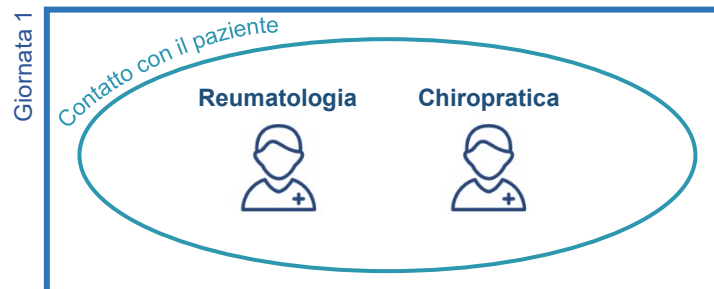 Giornata 1
Contatto con il paziente
Reumatologia
Chiropratica